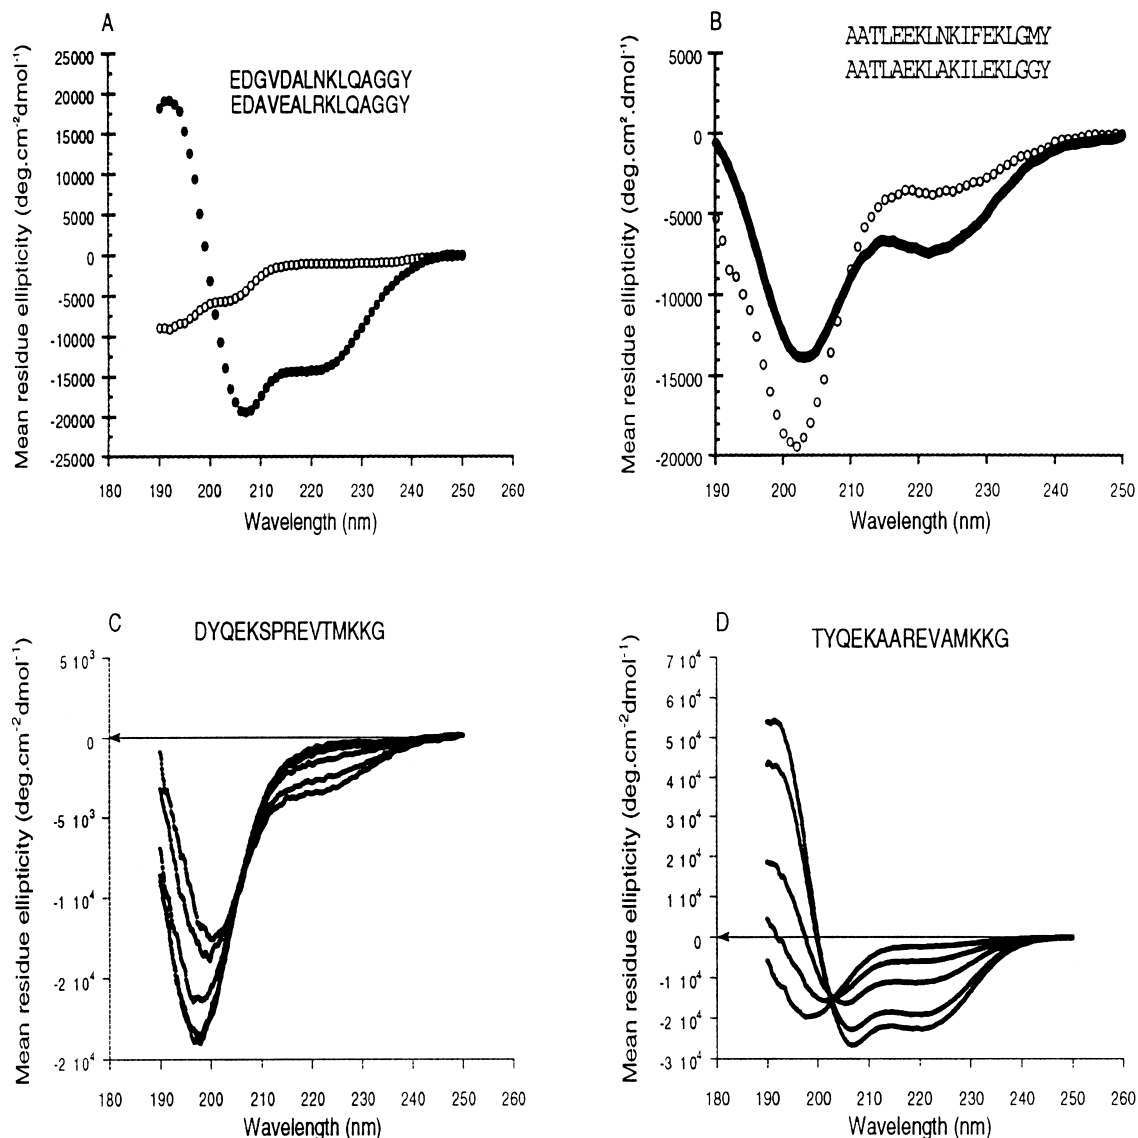 A
EDGVDALNKLQAGGY
EDAVEALRKLQAGGY
Mean residue ellipticity (deg.cm⁻²dmol⁻¹)
25000
20000
15000
10000
5000
0
-5000
-10000
-15000
-20000
-25000
180 190 200 210 220 230 240 250 260
Wavelength (nm)
B
AATLEEKLNKIFEKLGMY
AATLAEKLAKILEKLGGY
Mean residue ellipticity (deg.cm².dmol⁻¹)
5000
0
-5000
-10000
-15000
-20000
190 200 210 220 230 240 250
Wavelength (nm)
C
DYQEKSPREVTMKKG
Mean residue ellipticity (deg.cm⁻²dmol⁻¹)
5 10³
0
-5 10³
-1 10⁴
-2 10⁴
-2 10⁴
180 190 200 210 220 230 240 250 260
Wavelength (nm)
D
TYQEKAAREVAMKKG
Mean residue ellipticity (deg.cm⁻²dmol⁻¹)
7 10⁴
6 10⁴
5 10⁴
4 10⁴
3 10⁴
2 10⁴
1 10⁴
0
-1 10⁴
-2 10⁴
-3 10⁴
180 190 200 210 220 230 240 250 260
Wavelength (nm)